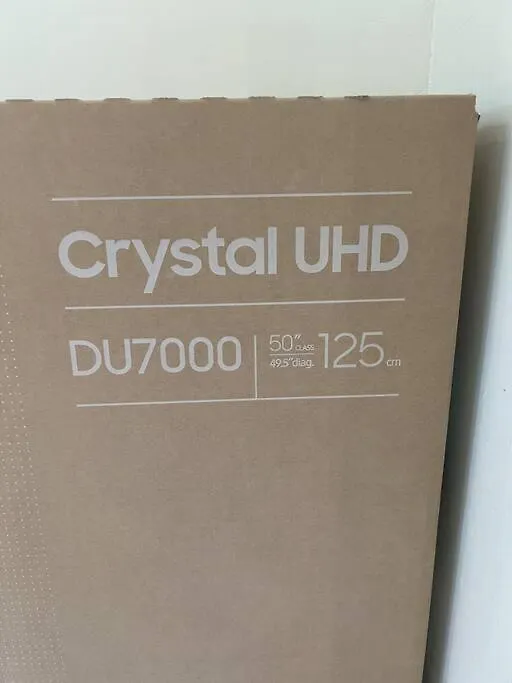 Crystal UHD
DU7000
50" CLASS
49.5"diag.
125 cm